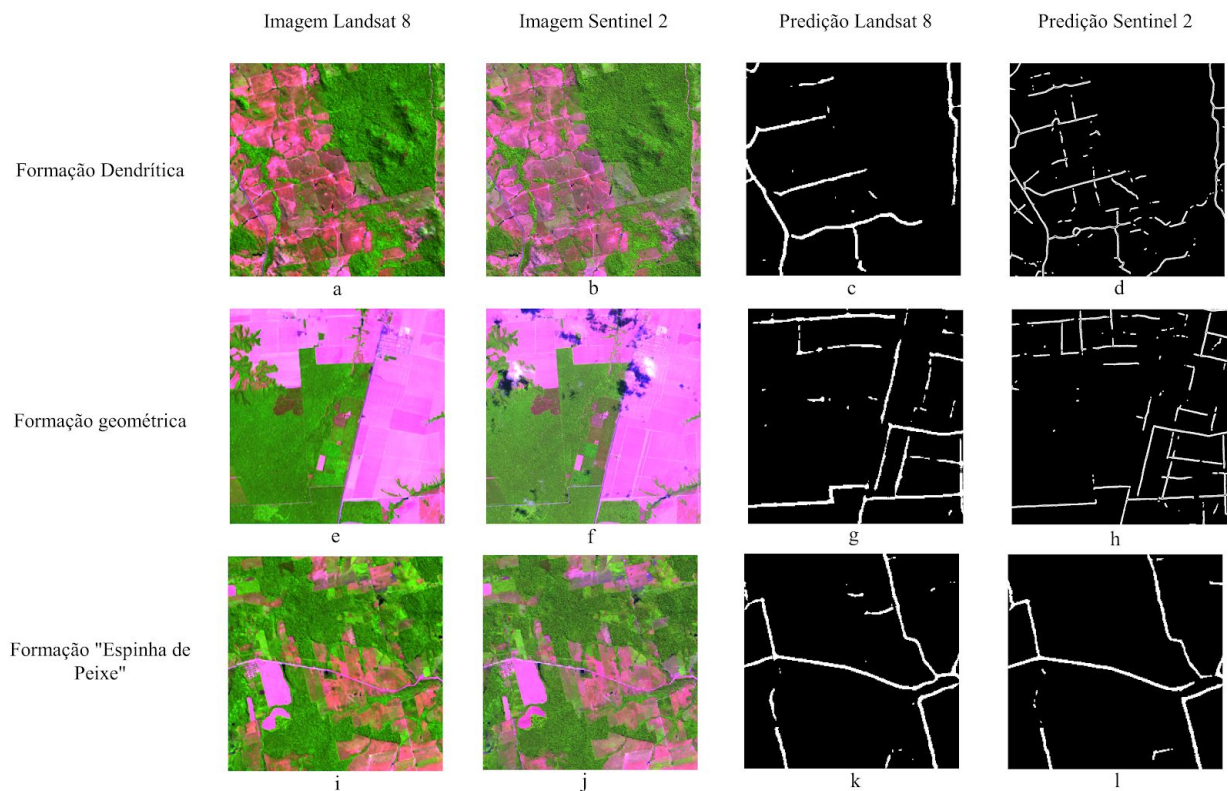 Imagem Landsat 8
Imagem Sentinel 2
Predição Landsat 8
Predição Sentinel 2
Formação Dendrítica
a
b
c
d
Formação geométrica
e
f
g
h
Formação "Espinha de
Peixe"
i
j
k
l